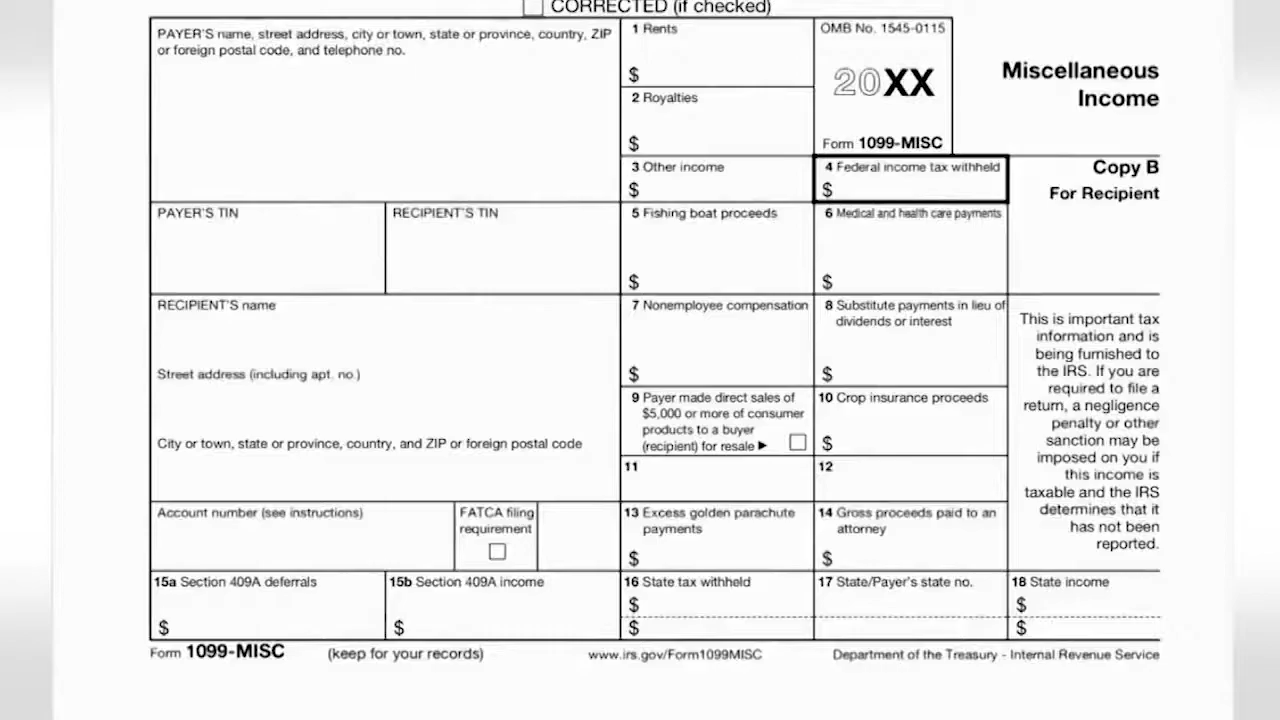 CORRECTED (if checked)
PAYER'S name, street address, city or town, state or province, country, ZIP
or foreign postal code, and telephone no.
1 Rents
$
OMB No. 1545-0115
20XX
Form 1099-MISC
Miscellaneous
Income
2 Royalties
$
3 Other income
$
4 Federal income tax withheld
$
Copy B
For Recipient
PAYER'S TIN
RECIPIENT'S TIN
5 Fishing boat proceeds
$
6 Medical and health care payments
$
RECIPIENT'S name
Street address (including apt. no.)
City or town, state or province, country, and ZIP or foreign postal code
7 Nonemployee compensation
$
8 Substitute payments in lieu of
dividends or interest
$
This is important tax
information and is
being furnished to
the IRS. If you are
required to file a
return, a negligence
penalty or other
sanction may be
imposed on you if
this income is
taxable and the IRS
determines that it
has not been
reported.
9 Payer made direct sales of
$5,000 or more of consumer
products to a buyer
(recipient) for resale ►
10 Crop insurance proceeds
$
11
12
Account number (see instructions)
FATCA filing
requirement
13 Excess golden parachute
payments
$
14 Gross proceeds paid to an
attorney
$
15a Section 409A deferrals
$
15b Section 409A income
$
16 State tax withheld
$
$
17 State/Payer's state no.
18 State income
$
$
Form 1099-MISC
(keep for your records)
www.irs.gov/Form1099MISC
Department of the Treasury - Internal Revenue Service